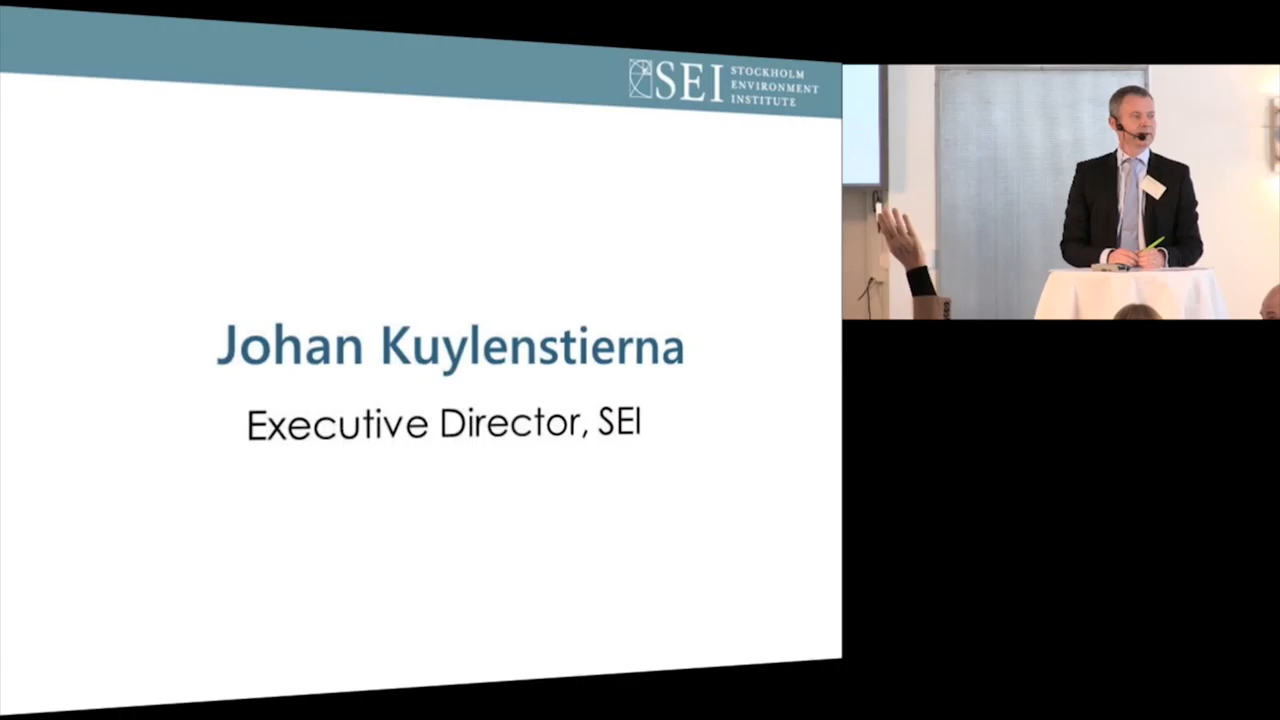 SEI
STOCKHOLM
ENVIRONMENT
INSTITUTE
Johan Kuylenstierna
Executive Director, SEI